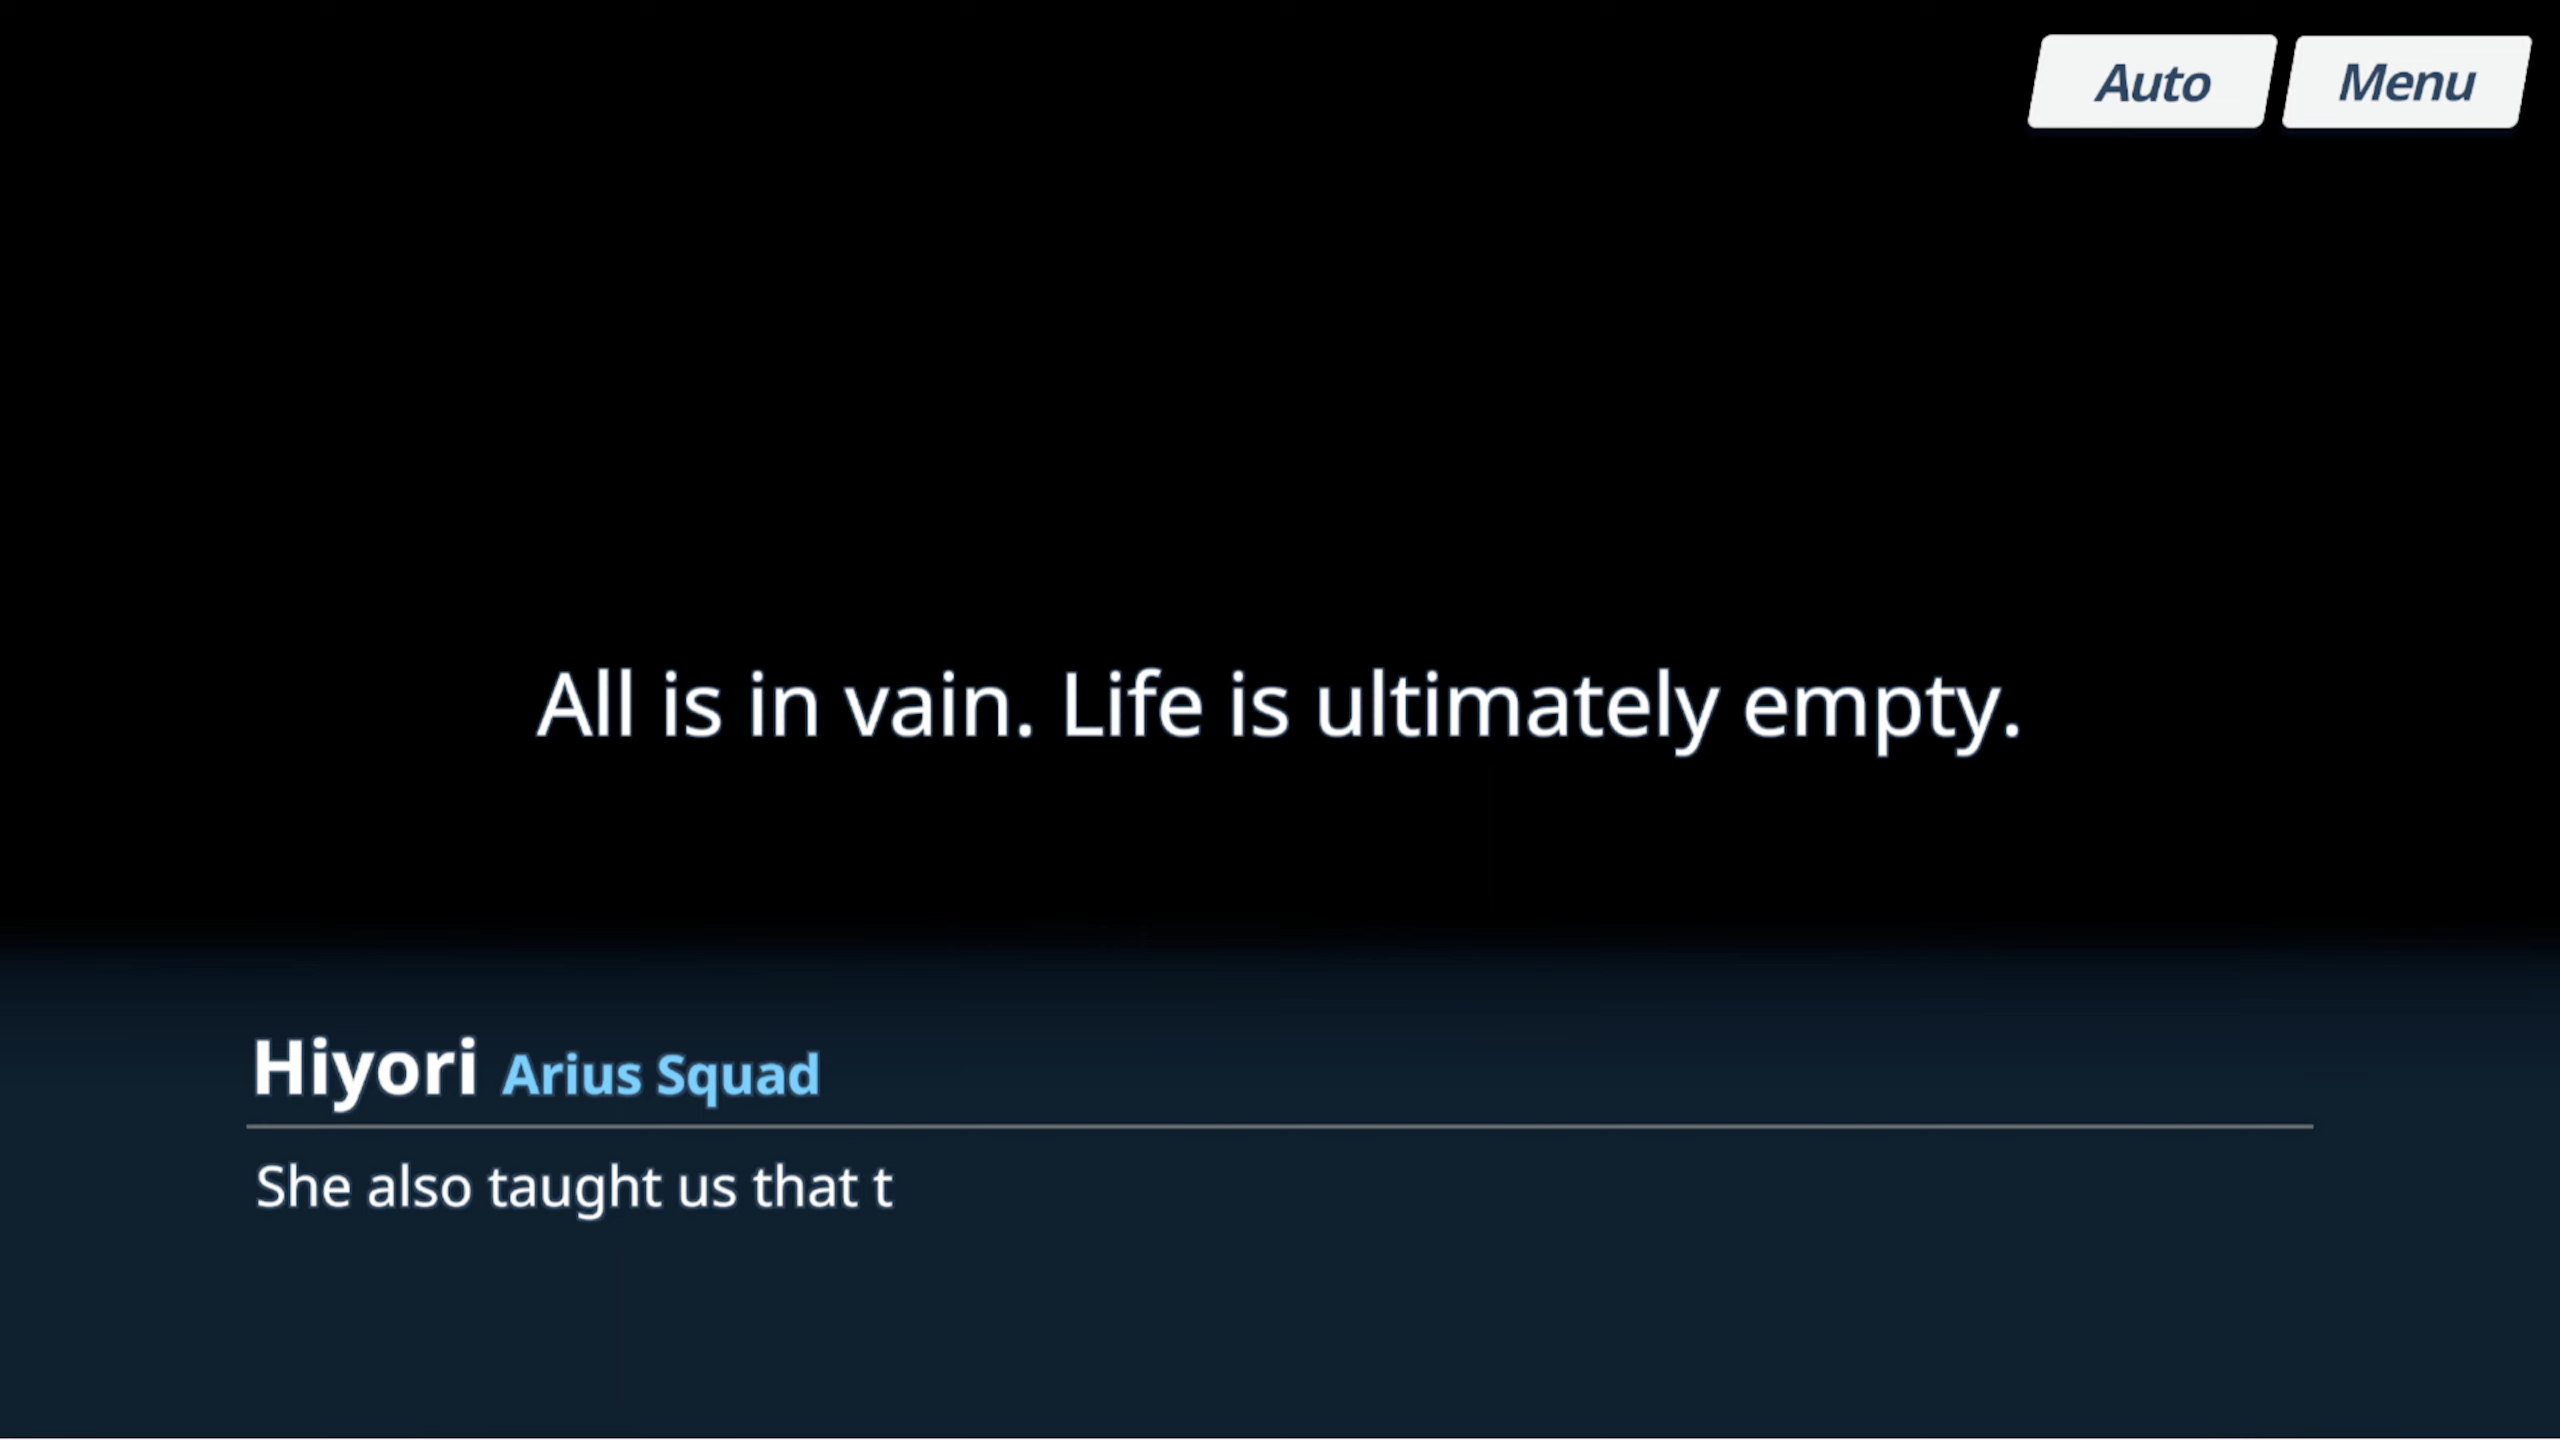 Auto Menu
All is in vain. Life is ultimately empty.
Hiyori Arius Squad
She also taught us that t